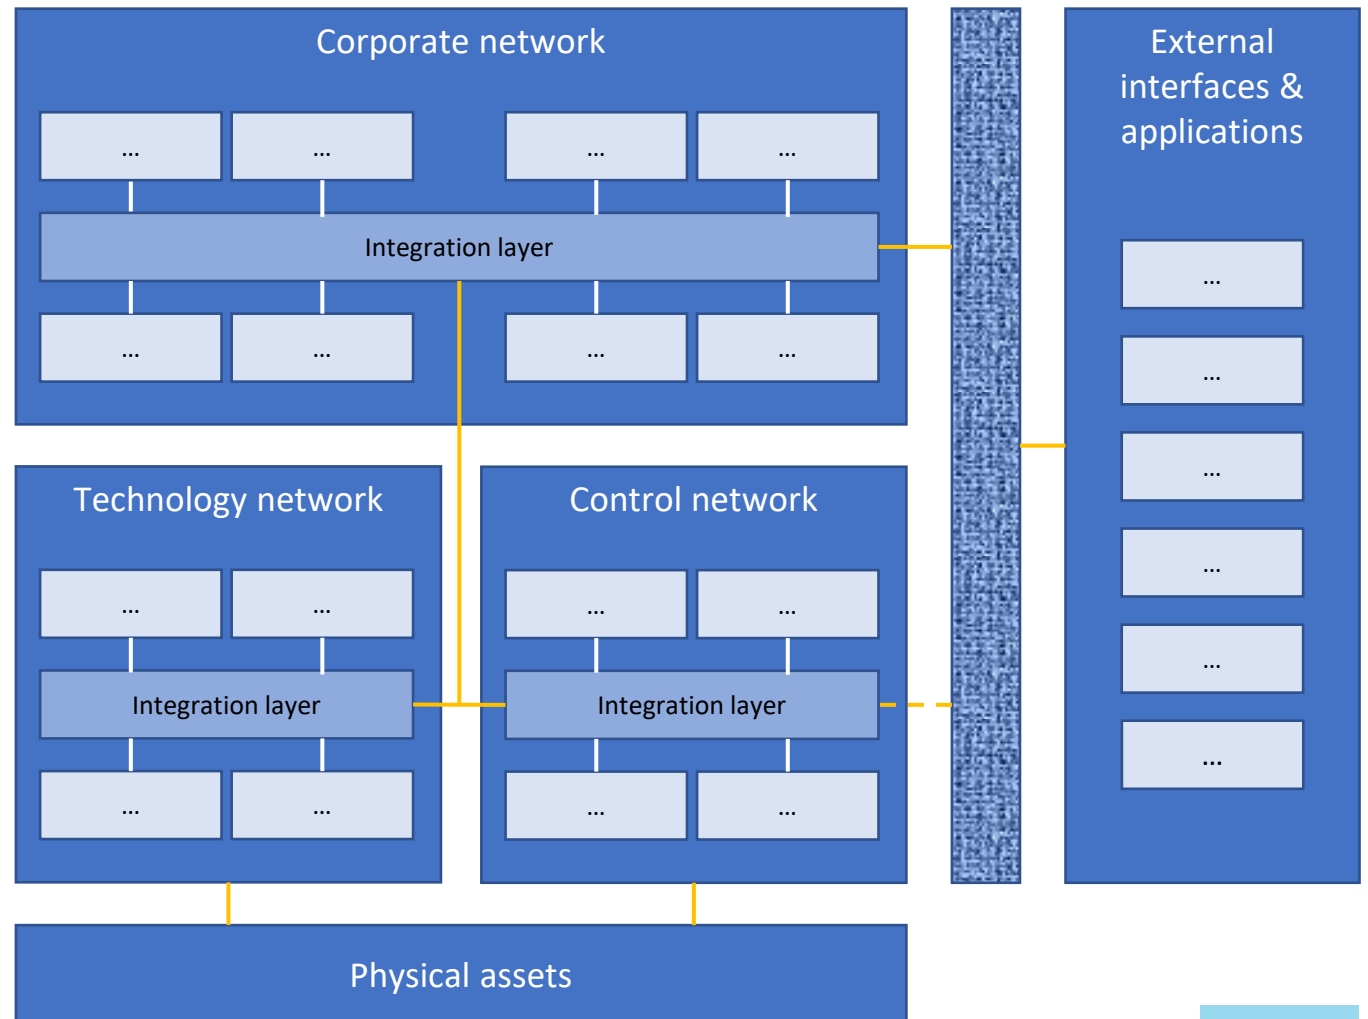 Corporate network
... ... ... ...
Integration layer
... ... ... ...
External
interfaces &
applications
...
...
...
...
...
...
Technology network
... ...
Integration layer
... ...
Control network
... ...
Integration layer
... ...
Physical assets